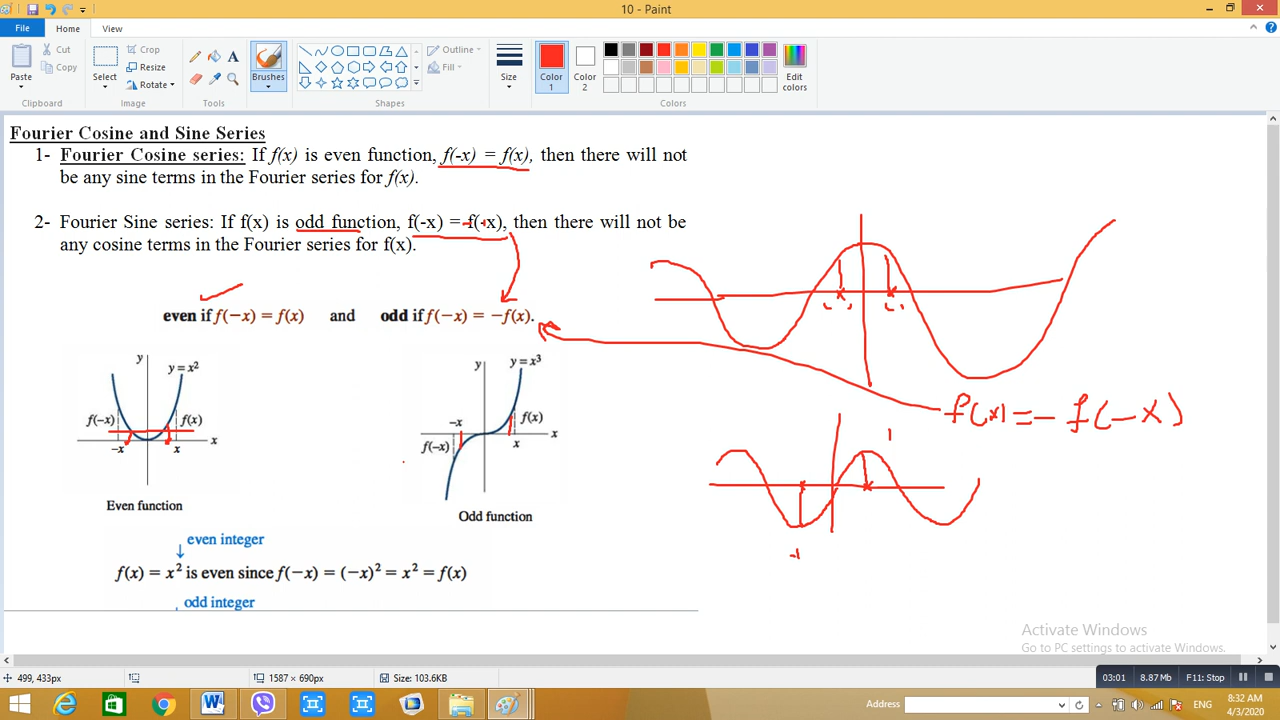 10 - Paint
File Home View
Paste Cut Copy Select Crop Resize Rotate A Brushes Outline Fill Size Color 1 Color 2 Edit colors
Clipboard Image Tools Shapes Colors
Fourier Cosine and Sine Series
1- Fourier Cosine series: If f(x) is even function, f(-x) = f(x), then there will not
be any sine terms in the Fourier series for f(x).
2- Fourier Sine series: If f(x) is odd function, f(-x) = -f(x), then there will not be
any cosine terms in the Fourier series for f(x).
even if f(−x) = f(x) and odd if f(−x) = −f(x).
y y = x²
f(−x) f(x)
−x x x
Even function
y y = x³
−x f(x)
f(−x) x x
Odd function
f(x) = - f(-x)
1
-1
even integer
f(x) = x² is even since f(−x) = (−x)² = x² = f(x)
odd integer
Activate Windows
Go to PC settings to activate Windows.
499, 433px 1587 × 690px Size: 103.6KB 03:01 8.87 Mb F11: Stop
Address ENG 8:32 AM
4/3/2020